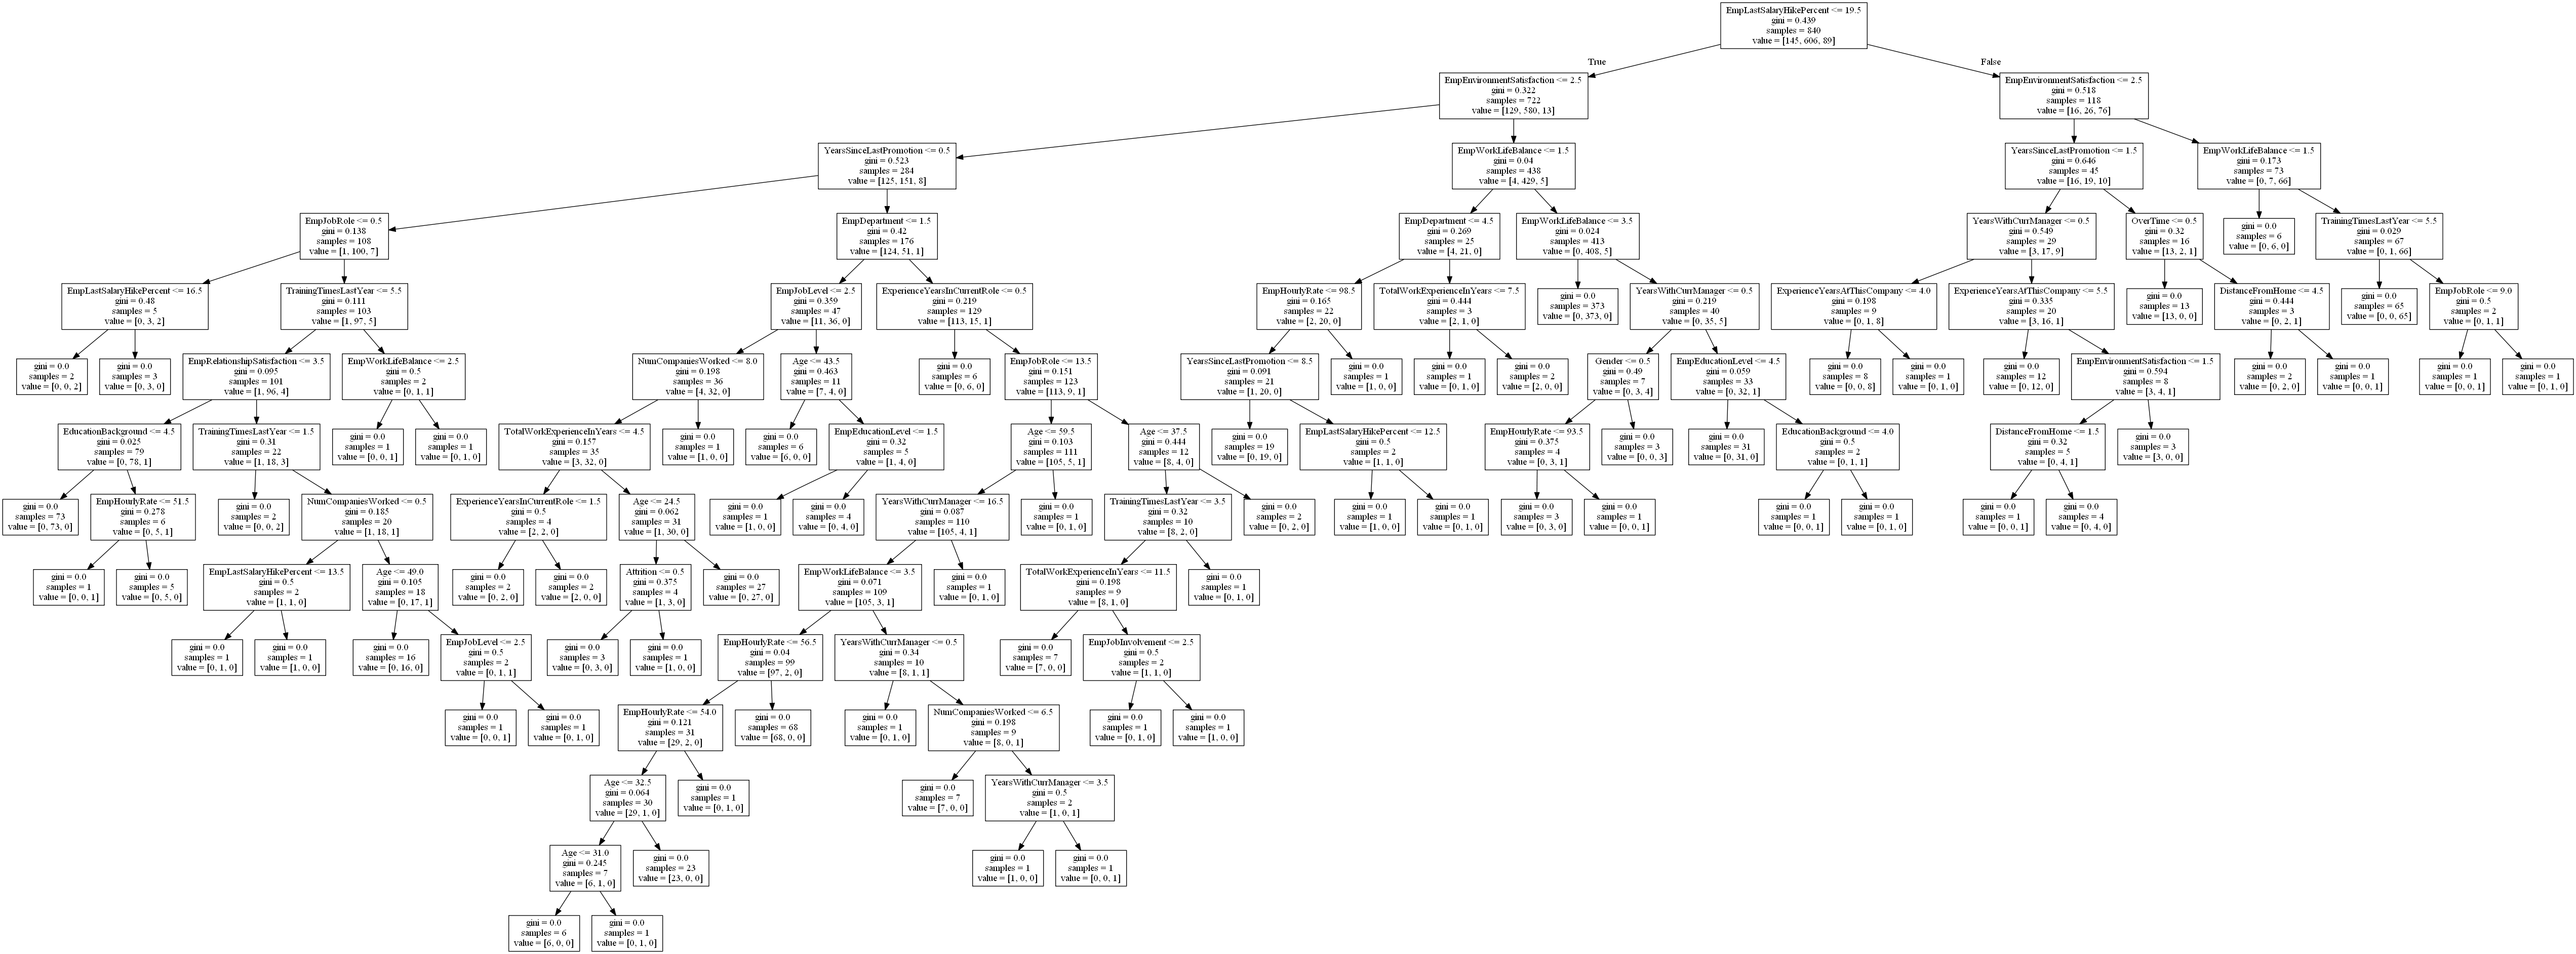 EmpLastSalaryHikePercent <= 19.5
gini = 0.439
samples = 840
value = [145, 606, 89]
True
False
EmpEnvironmentSatisfaction <= 2.5
gini = 0.322
samples = 722
value = [129, 580, 13]
EmpEnvironmentSatisfaction <= 2.5
gini = 0.518
samples = 118
value = [16, 26, 76]
YearsSinceLastPromotion <= 0.5
gini = 0.523
samples = 284
value = [125, 151, 8]
EmpWorkLifeBalance <= 1.5
gini = 0.04
samples = 438
value = [4, 429, 5]
YearsSinceLastPromotion <= 1.5
gini = 0.646
samples = 45
value = [16, 19, 10]
EmpWorkLifeBalance <= 1.5
gini = 0.173
samples = 73
value = [0, 7, 66]
EmpJobRole <= 0.5
gini = 0.138
samples = 108
value = [1, 100, 7]
EmpDepartment <= 1.5
gini = 0.42
samples = 176
value = [124, 51, 1]
EmpDepartment <= 4.5
gini = 0.269
samples = 25
value = [4, 21, 0]
EmpWorkLifeBalance <= 3.5
gini = 0.024
samples = 413
value = [0, 408, 5]
YearsWithCurrManager <= 0.5
gini = 0.549
samples = 29
value = [3, 17, 9]
OverTime <= 0.5
gini = 0.32
samples = 16
value = [13, 2, 1]
gini = 0.0
samples = 6
value = [0, 6, 0]
TrainingTimesLastYear <= 5.5
gini = 0.029
samples = 67
value = [0, 1, 66]
EmpLastSalaryHikePercent <= 16.5
gini = 0.48
samples = 5
value = [0, 3, 2]
TrainingTimesLastYear <= 5.5
gini = 0.111
samples = 103
value = [1, 97, 5]
EmpJobLevel <= 2.5
gini = 0.359
samples = 47
value = [11, 36, 0]
ExperienceYearsInCurrentRole <= 0.5
gini = 0.219
samples = 129
value = [113, 15, 1]
EmpHourlyRate <= 98.5
gini = 0.165
samples = 22
value = [2, 20, 0]
TotalWorkExperienceInYears <= 7.5
gini = 0.444
samples = 3
value = [2, 1, 0]
gini = 0.0
samples = 373
value = [0, 373, 0]
YearsWithCurrManager <= 0.5
gini = 0.219
samples = 40
value = [0, 35, 5]
ExperienceYearsAtThisCompany <= 4.0
gini = 0.198
samples = 9
value = [0, 1, 8]
ExperienceYearsAtThisCompany <= 5.5
gini = 0.335
samples = 20
value = [3, 16, 1]
gini = 0.0
samples = 13
value = [13, 0, 0]
DistanceFromHome <= 4.5
gini = 0.444
samples = 3
value = [0, 2, 1]
gini = 0.0
samples = 65
value = [0, 0, 65]
EmpJobRole <= 9.0
gini = 0.5
samples = 2
value = [0, 1, 1]
gini = 0.0
samples = 2
value = [0, 0, 2]
gini = 0.0
samples = 3
value = [0, 3, 0]
EmpRelationshipSatisfaction <= 3.5
gini = 0.095
samples = 101
value = [1, 96, 4]
EmpWorkLifeBalance <= 2.5
gini = 0.5
samples = 2
value = [0, 1, 1]
NumCompaniesWorked <= 8.0
gini = 0.198
samples = 36
value = [4, 32, 0]
Age <= 43.5
gini = 0.463
samples = 11
value = [7, 4, 0]
gini = 0.0
samples = 6
value = [0, 6, 0]
EmpJobRole <= 13.5
gini = 0.151
samples = 123
value = [113, 9, 1]
YearsSinceLastPromotion <= 8.5
gini = 0.091
samples = 21
value = [1, 20, 0]
gini = 0.0
samples = 1
value = [1, 0, 0]
gini = 0.0
samples = 1
value = [0, 1, 0]
gini = 0.0
samples = 2
value = [2, 0, 0]
Gender <= 0.5
gini = 0.49
samples = 7
value = [0, 3, 4]
EmpEducationLevel <= 4.5
gini = 0.059
samples = 33
value = [0, 32, 1]
gini = 0.0
samples = 8
value = [0, 0, 8]
gini = 0.0
samples = 1
value = [0, 1, 0]
gini = 0.0
samples = 12
value = [0, 12, 0]
EmpEnvironmentSatisfaction <= 1.5
gini = 0.594
samples = 8
value = [3, 4, 1]
gini = 0.0
samples = 2
value = [0, 2, 0]
gini = 0.0
samples = 1
value = [0, 0, 1]
gini = 0.0
samples = 1
value = [0, 0, 1]
gini = 0.0
samples = 1
value = [0, 1, 0]
EducationBackground <= 4.5
gini = 0.025
samples = 79
value = [0, 78, 1]
TrainingTimesLastYear <= 1.5
gini = 0.31
samples = 22
value = [1, 18, 3]
gini = 0.0
samples = 1
value = [0, 0, 1]
gini = 0.0
samples = 1
value = [0, 1, 0]
TotalWorkExperienceInYears <= 4.5
gini = 0.157
samples = 35
value = [3, 32, 0]
gini = 0.0
samples = 1
value = [1, 0, 0]
gini = 0.0
samples = 6
value = [6, 0, 0]
EmpEducationLevel <= 1.5
gini = 0.32
samples = 5
value = [1, 4, 0]
Age <= 59.5
gini = 0.103
samples = 111
value = [105, 5, 1]
Age <= 37.5
gini = 0.444
samples = 12
value = [8, 4, 0]
gini = 0.0
samples = 19
value = [0, 19, 0]
EmpLastSalaryHikePercent <= 12.5
gini = 0.5
samples = 2
value = [1, 1, 0]
EmpHourlyRate <= 93.5
gini = 0.375
samples = 4
value = [0, 3, 1]
gini = 0.0
samples = 3
value = [0, 0, 3]
gini = 0.0
samples = 31
value = [0, 31, 0]
EducationBackground <= 4.0
gini = 0.5
samples = 2
value = [0, 1, 1]
DistanceFromHome <= 1.5
gini = 0.32
samples = 5
value = [0, 4, 1]
gini = 0.0
samples = 3
value = [3, 0, 0]
gini = 0.0
samples = 73
value = [0, 73, 0]
EmpHourlyRate <= 51.5
gini = 0.278
samples = 6
value = [0, 5, 1]
gini = 0.0
samples = 2
value = [0, 0, 2]
NumCompaniesWorked <= 0.5
gini = 0.185
samples = 20
value = [1, 18, 1]
ExperienceYearsInCurrentRole <= 1.5
gini = 0.5
samples = 4
value = [2, 2, 0]
Age <= 24.5
gini = 0.062
samples = 31
value = [1, 30, 0]
gini = 0.0
samples = 1
value = [1, 0, 0]
gini = 0.0
samples = 4
value = [0, 4, 0]
YearsWithCurrManager <= 16.5
gini = 0.087
samples = 110
value = [105, 4, 1]
gini = 0.0
samples = 1
value = [0, 1, 0]
TrainingTimesLastYear <= 3.5
gini = 0.32
samples = 10
value = [8, 2, 0]
gini = 0.0
samples = 2
value = [0, 2, 0]
gini = 0.0
samples = 1
value = [1, 0, 0]
gini = 0.0
samples = 1
value = [0, 1, 0]
gini = 0.0
samples = 3
value = [0, 3, 0]
gini = 0.0
samples = 1
value = [0, 0, 1]
gini = 0.0
samples = 1
value = [0, 0, 1]
gini = 0.0
samples = 1
value = [0, 1, 0]
gini = 0.0
samples = 1
value = [0, 0, 1]
gini = 0.0
samples = 4
value = [0, 4, 0]
gini = 0.0
samples = 1
value = [0, 0, 1]
gini = 0.0
samples = 5
value = [0, 5, 0]
EmpLastSalaryHikePercent <= 13.5
gini = 0.5
samples = 2
value = [1, 1, 0]
Age <= 49.0
gini = 0.105
samples = 18
value = [0, 17, 1]
gini = 0.0
samples = 2
value = [0, 2, 0]
gini = 0.0
samples = 2
value = [2, 0, 0]
Attrition <= 0.5
gini = 0.375
samples = 4
value = [1, 3, 0]
gini = 0.0
samples = 27
value = [0, 27, 0]
EmpWorkLifeBalance <= 3.5
gini = 0.071
samples = 109
value = [105, 3, 1]
gini = 0.0
samples = 1
value = [0, 1, 0]
TotalWorkExperienceInYears <= 11.5
gini = 0.198
samples = 9
value = [8, 1, 0]
gini = 0.0
samples = 1
value = [0, 1, 0]
gini = 0.0
samples = 1
value = [0, 1, 0]
gini = 0.0
samples = 1
value = [1, 0, 0]
gini = 0.0
samples = 16
value = [0, 16, 0]
EmpJobLevel <= 2.5
gini = 0.5
samples = 2
value = [0, 1, 1]
gini = 0.0
samples = 3
value = [0, 3, 0]
gini = 0.0
samples = 1
value = [1, 0, 0]
EmpHourlyRate <= 56.5
gini = 0.04
samples = 99
value = [97, 2, 0]
YearsWithCurrManager <= 0.5
gini = 0.34
samples = 10
value = [8, 1, 1]
gini = 0.0
samples = 7
value = [7, 0, 0]
EmpJobInvolvement <= 2.5
gini = 0.5
samples = 2
value = [1, 1, 0]
gini = 0.0
samples = 1
value = [0, 0, 1]
gini = 0.0
samples = 1
value = [0, 1, 0]
EmpHourlyRate <= 54.0
gini = 0.121
samples = 31
value = [29, 2, 0]
gini = 0.0
samples = 68
value = [68, 0, 0]
gini = 0.0
samples = 1
value = [0, 1, 0]
NumCompaniesWorked <= 6.5
gini = 0.198
samples = 9
value = [8, 0, 1]
gini = 0.0
samples = 1
value = [0, 1, 0]
gini = 0.0
samples = 1
value = [1, 0, 0]
Age <= 32.5
gini = 0.064
samples = 30
value = [29, 1, 0]
gini = 0.0
samples = 1
value = [0, 1, 0]
gini = 0.0
samples = 7
value = [7, 0, 0]
YearsWithCurrManager <= 3.5
gini = 0.5
samples = 2
value = [1, 0, 1]
Age <= 31.0
gini = 0.245
samples = 7
value = [6, 1, 0]
gini = 0.0
samples = 23
value = [23, 0, 0]
gini = 0.0
samples = 1
value = [1, 0, 0]
gini = 0.0
samples = 1
value = [0, 0, 1]
gini = 0.0
samples = 6
value = [6, 0, 0]
gini = 0.0
samples = 1
value = [0, 1, 0]